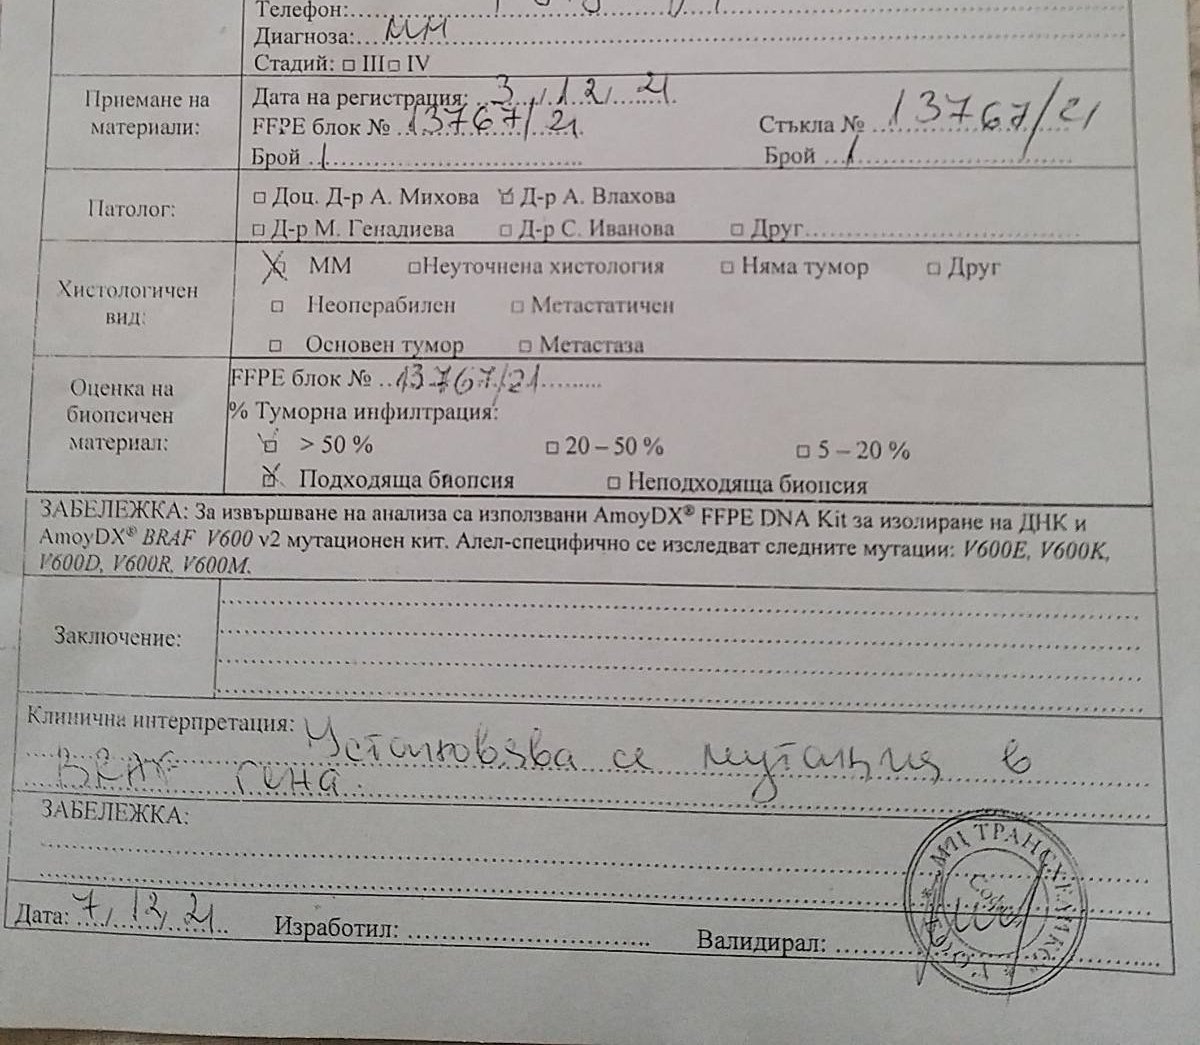 Телефон:
Диагноза: ММ
Стадий: □ III □ IV
Приемане на материали:
Дата на регистрация: 3, 12, 21
FFPE блок № 13767/21 Стъкла № 13767/21
Брой 1 Брой 1
Патолог:
□ Доц. Д-р А. Михова ☑ Д-р А. Влахова
□ Д-р М. Генадиева □ Д-р С. Иванова □ Друг
Хистологичен вид:
☒ ММ □ Неуточнена хистология □ Няма тумор □ Друг
□ Неоперабилен □ Метастатичен
□ Основен тумор □ Метастаза
Оценка на биопсичен материал:
FFPE блок № 13767/21
% Туморна инфилтрация:
☑ > 50 % □ 20 – 50 % □ 5 – 20 %
☒ Подходяща биопсия □ Неподходяща биопсия
ЗАБЕЛЕЖКА: За извършване на анализа са използвани AmoyDX® FFPE DNA Kit за изолиране на ДНК и
AmoyDX® BRAF V600 v2 мутационен кит. Алел-специфично се изследват следните мутации: V600E, V600K,
V600D, V600R, V600M.
Заключение:
Клинична интерпретация: Установява се мутация в
BRAF гена.
ЗАБЕЛЕЖКА:
Дата: 7, 12, 21 Изработил: Валидирал:
МЦ ТРАНСХЕЛИКС
София